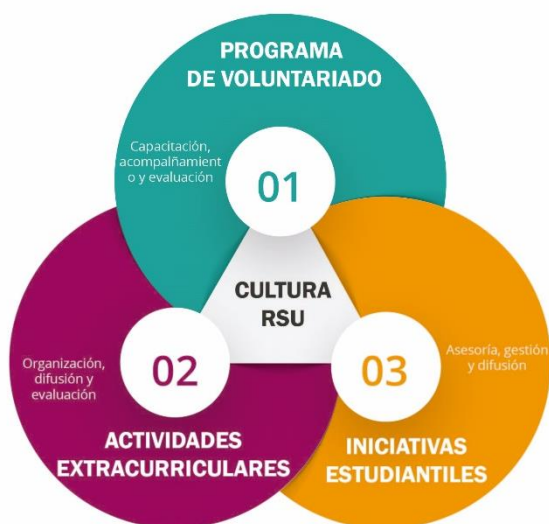 PROGRAMA
DE VOLUNTARIADO
Capacitación,
acompalñamient
o y evaluación
01
CULTURA
RSU
02
Organización,
difusión y
evaluación
ACTIVIDADES
EXTRACURRICULARES
03
Asesoría, gestión
y difusión
INICIATIVAS
ESTUDIANTILES